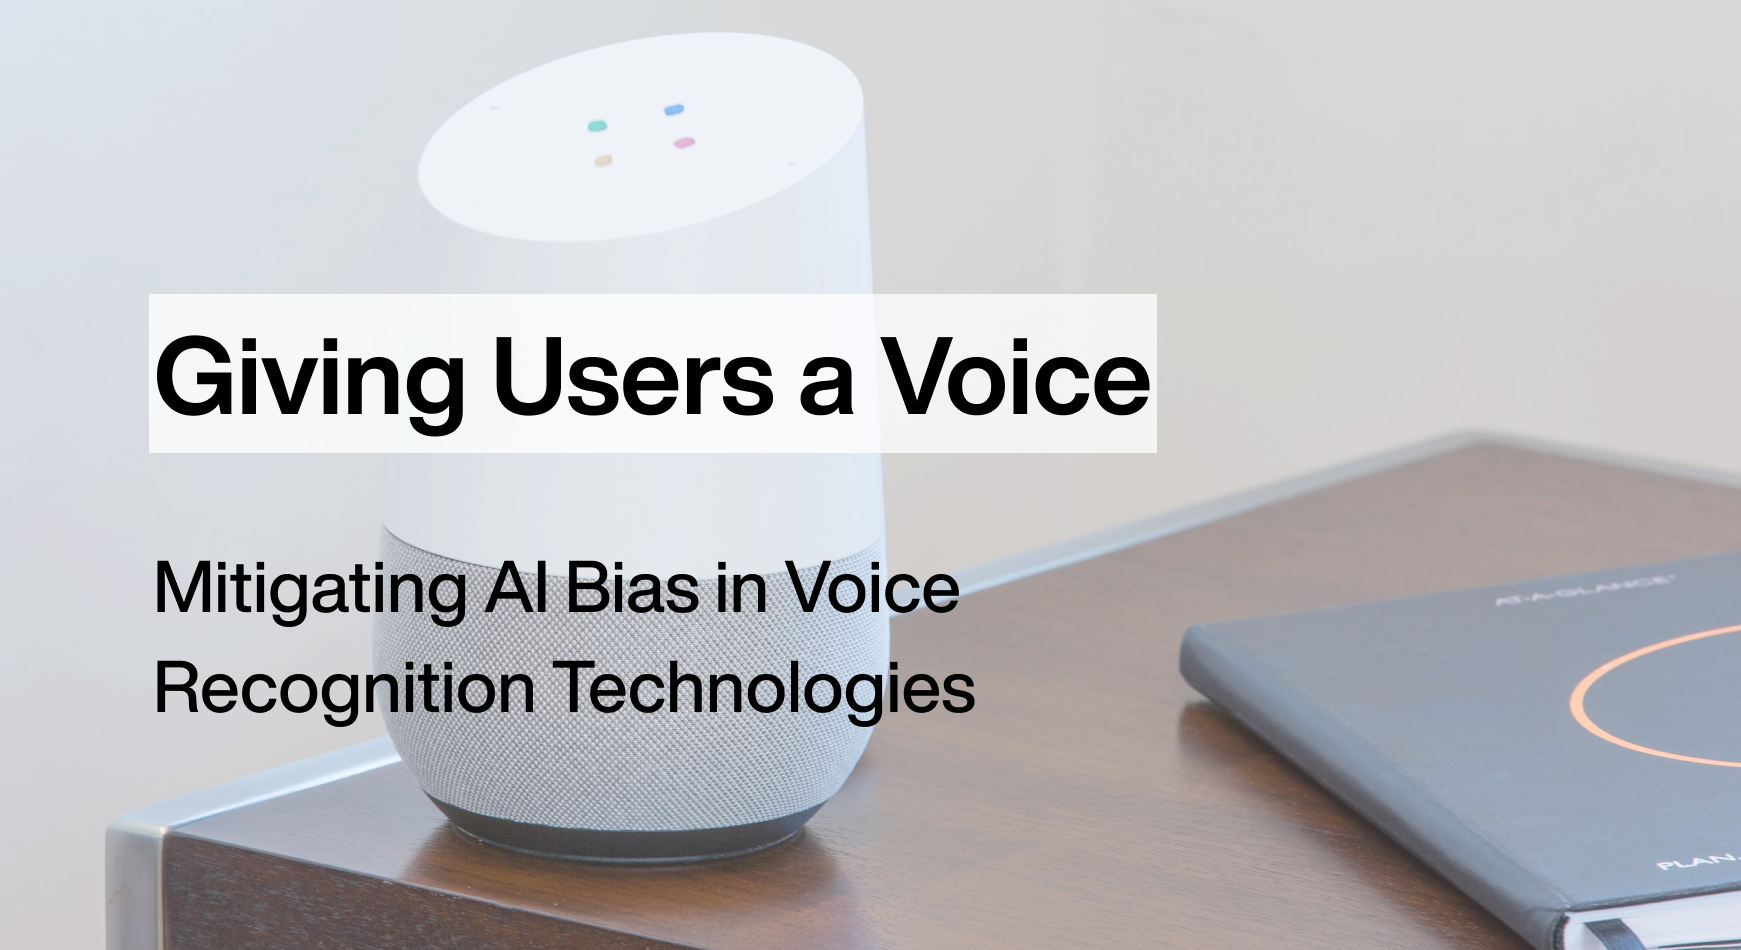 Giving Users a Voice
Mitigating AI Bias in Voice
Recognition Technologies
AT-A-GLANCE®
PLAN.